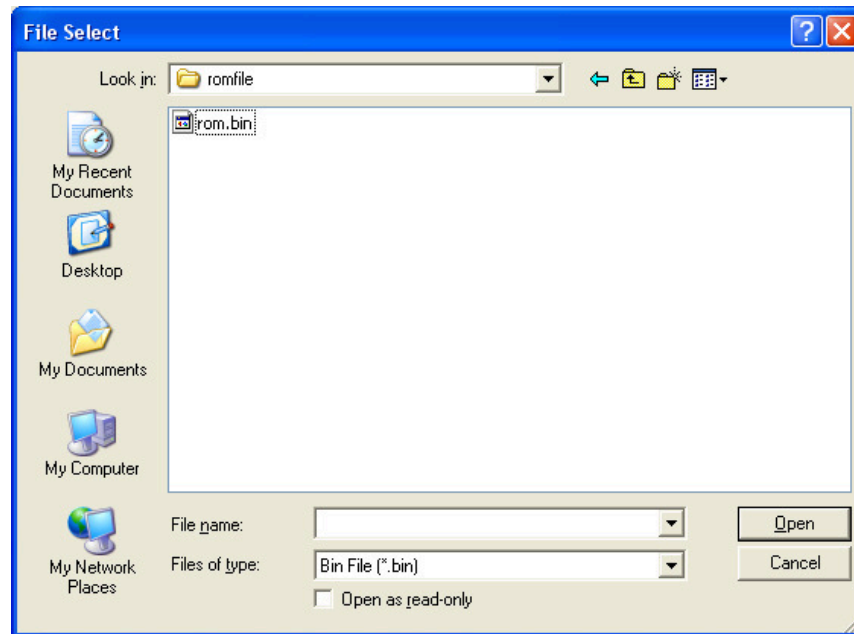 File Select
Look in: romfile
rom.bin
My Recent
Documents
Desktop
My Documents
My Computer
My Network
Places
File name:
Open
Files of type: Bin File (*.bin)
Cancel
Open as read-only